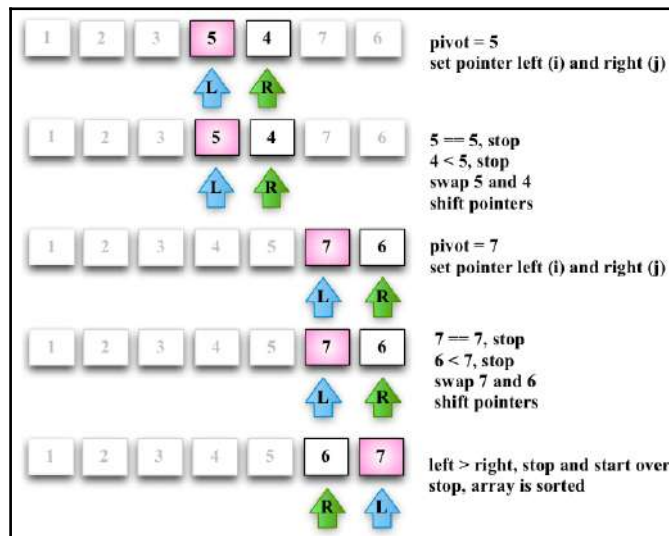 1 2 3 5 4 7 6
pivot = 5
set pointer left (i) and right (j)
L R
1 2 3 5 4 7 6
5 == 5, stop
4 < 5, stop
swap 5 and 4
shift pointers
L R
1 2 3 4 5 7 6
pivot = 7
set pointer left (i) and right (j)
L R
1 2 3 4 5 7 6
7 == 7, stop
6 < 7, stop
swap 7 and 6
shift pointers
L R
1 2 3 4 5 6 7
left > right, stop and start over
stop, array is sorted
R L